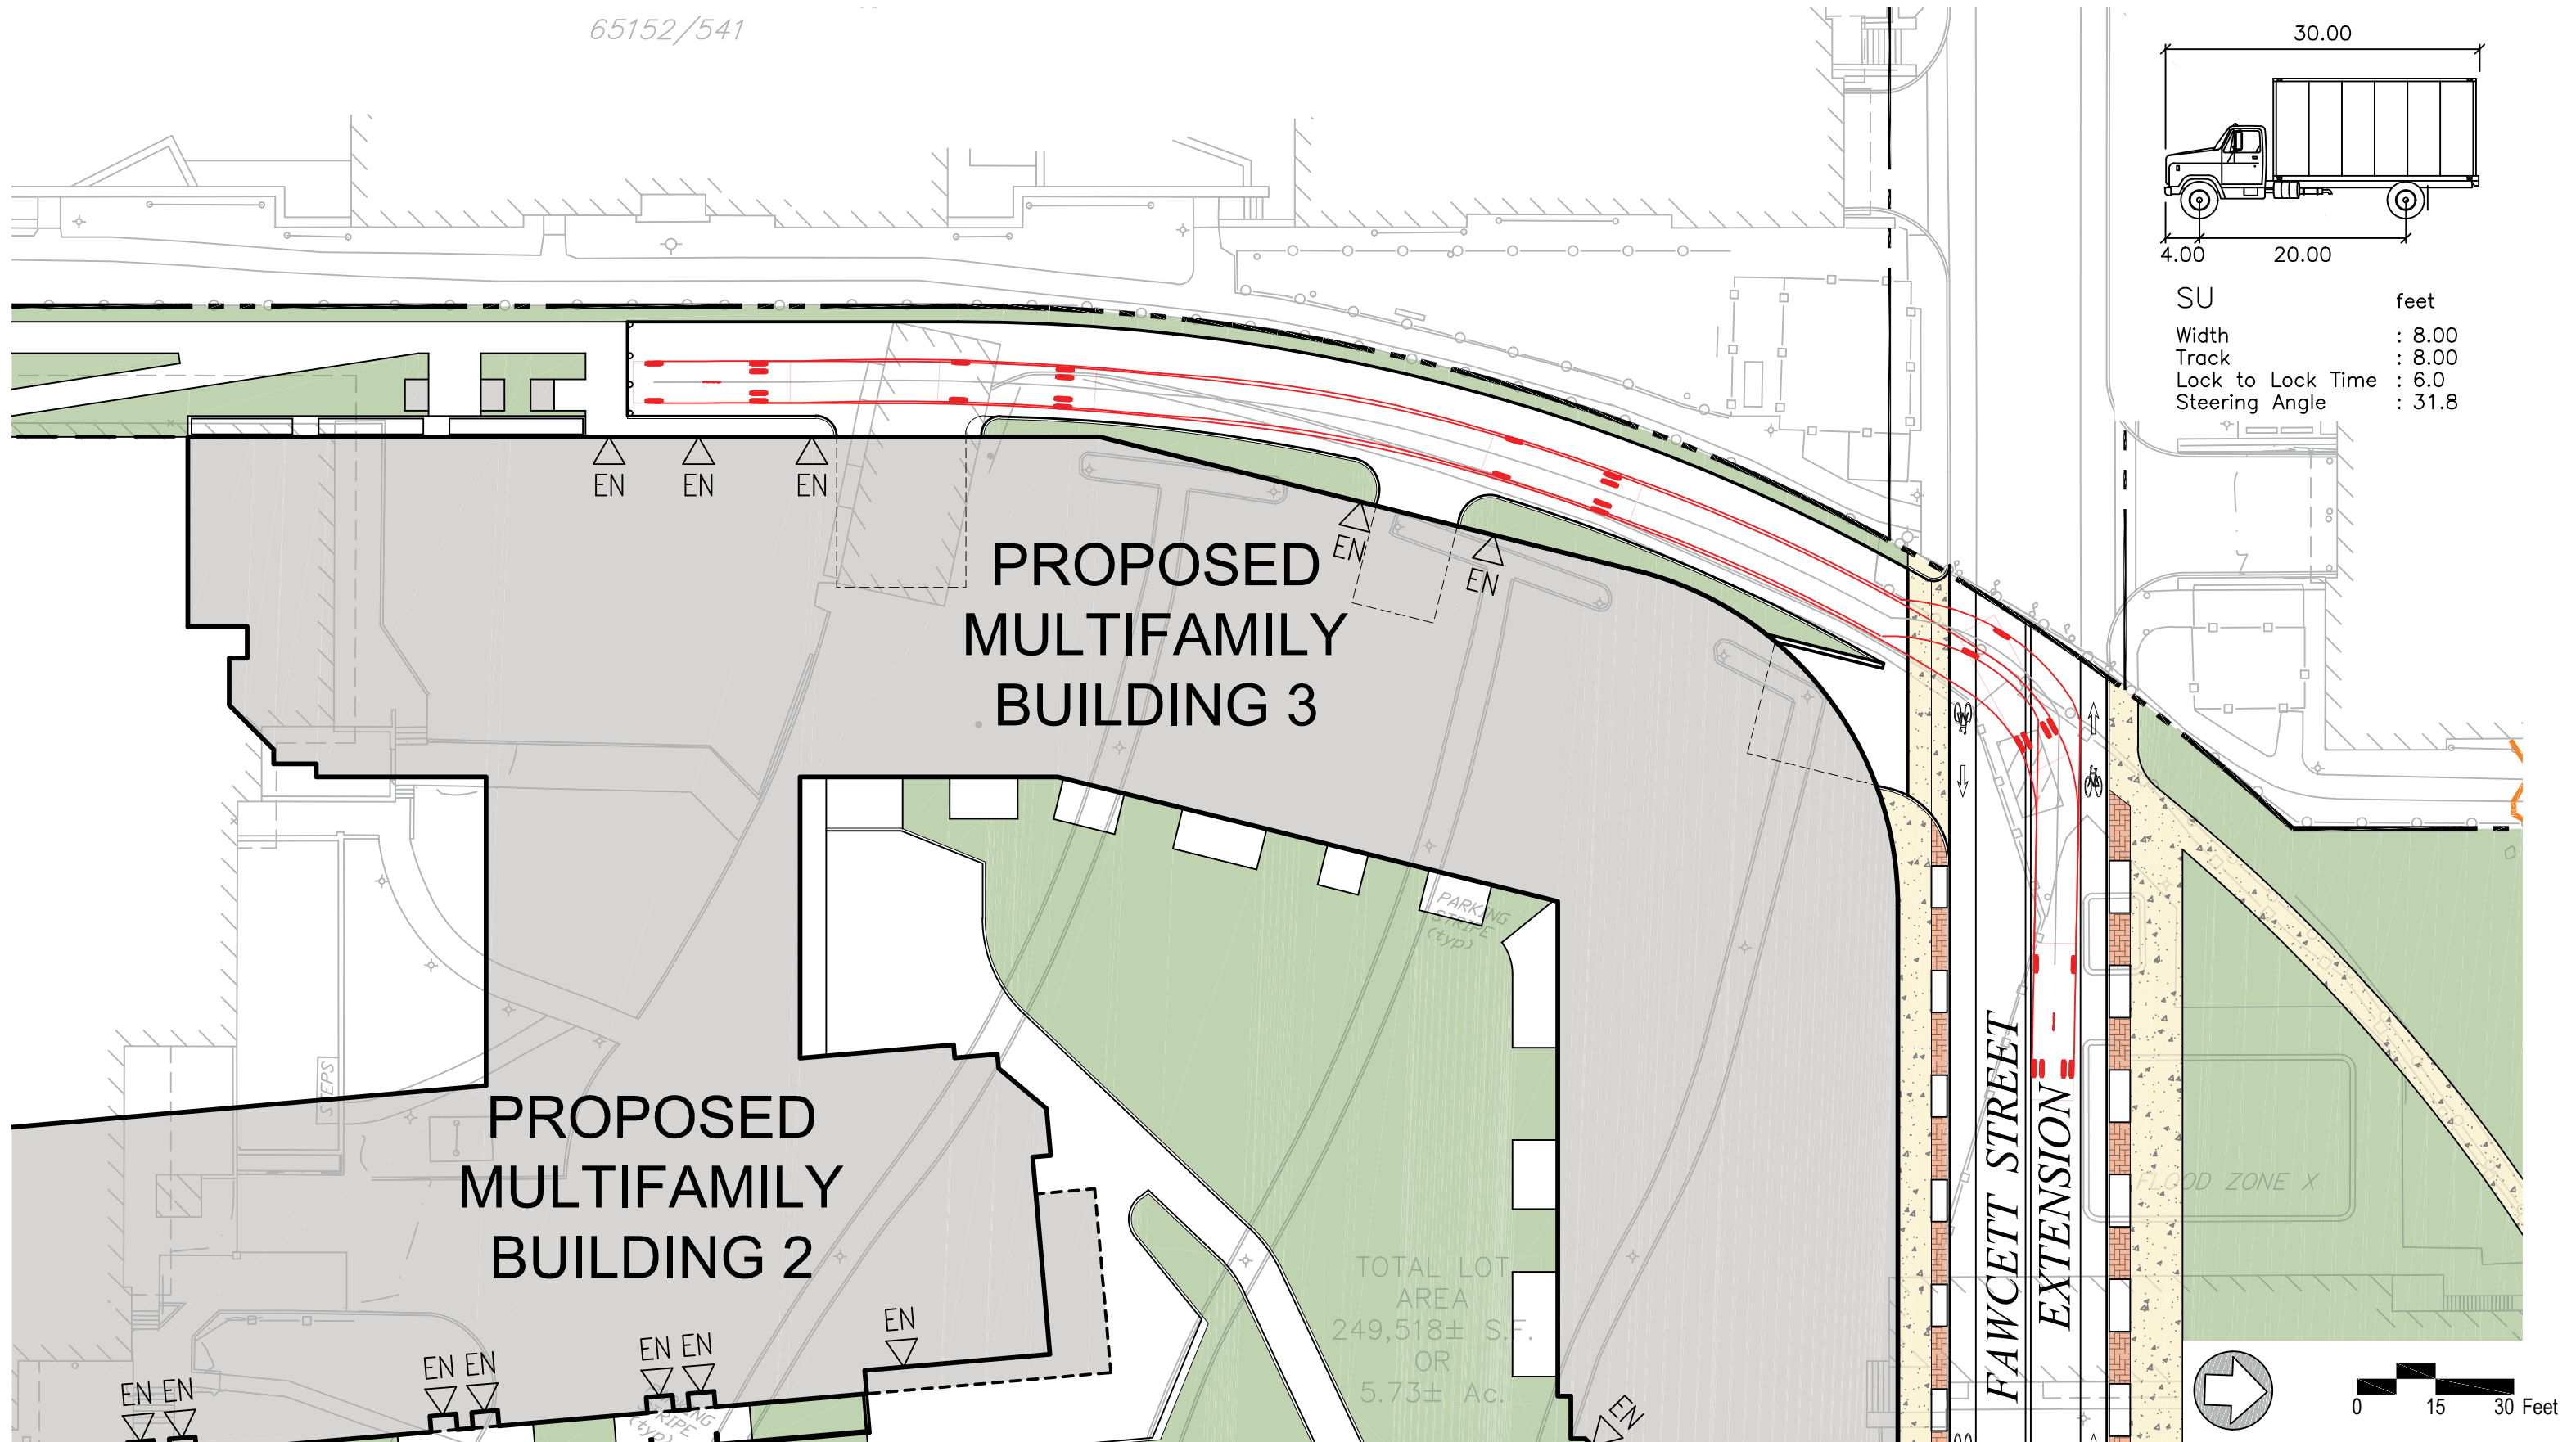 65152/541
30.00
4.00
20.00
SU feet
Width : 8.00
Track : 8.00
Lock to Lock Time : 6.0
Steering Angle : 31.8
EN
EN
EN
EN
EN
PROPOSED
MULTIFAMILY
BUILDING 3
PARKING
STRIPE
(typ)
STEPS
PROPOSED
MULTIFAMILY
BUILDING 2
FAWCETT STREET
EXTENSION
FLOOD ZONE X
TOTAL LOT
AREA
249,518± S.F.
OR
5.73± Ac.
EN
EN EN
EN EN
EN EN
STRIPE
(typ)
EN
0 15 30 Feet